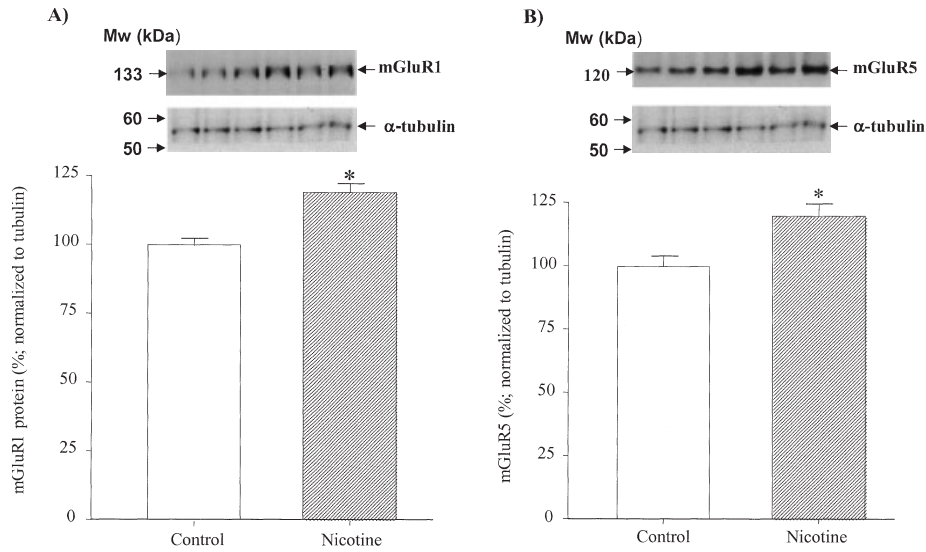 A)
Mw (kDa)
133
mGluR1
60
α-tubulin
50
125
*
100
75
50
25
0
mGluR1 protein (%; normalized to tubulin)
Control
Nicotine
B)
Mw (kDa)
120
mGluR5
60
α-tubulin
50
125
*
100
75
50
25
0
mGluR5 (%; normalized to tubulin)
Control
Nicotine